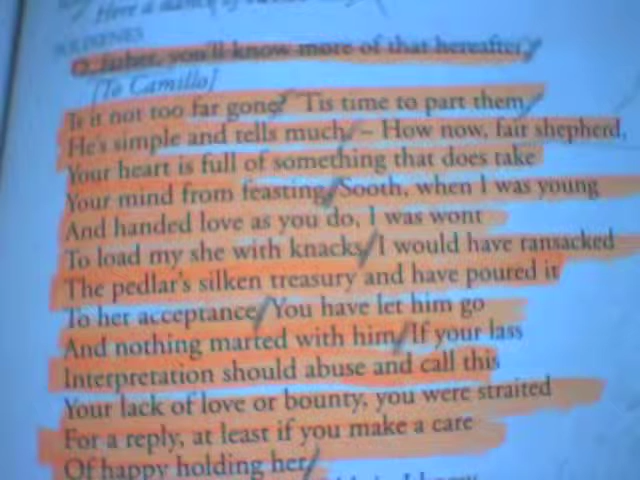 Here a dance of
POLIXENES
O, father, you'll know more of that hereafter.
[To Camillo]
Is it not too far gone? 'Tis time to part them.
He's simple and tells much. – How now, fair shepherd,
Your heart is full of something that does take
Your mind from feasting. Sooth, when I was young
And handed love as you do, I was wont
To load my she with knacks. I would have ransacked
The pedlar's silken treasury and have poured it
To her acceptance. You have let him go
And nothing marted with him. If your lass
Interpretation should abuse and call this
Your lack of love or bounty, you were straited
For a reply, at least if you make a care
Of happy holding her.
I know